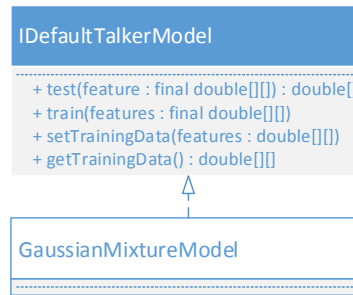 IDefaultTalkerModel
+ test(feature : final double[][]) : double[
+ train(features : final double[][])
+ setTrainingData(features : double[][])
+ getTrainingData() : double[][]
GaussianMixtureModel